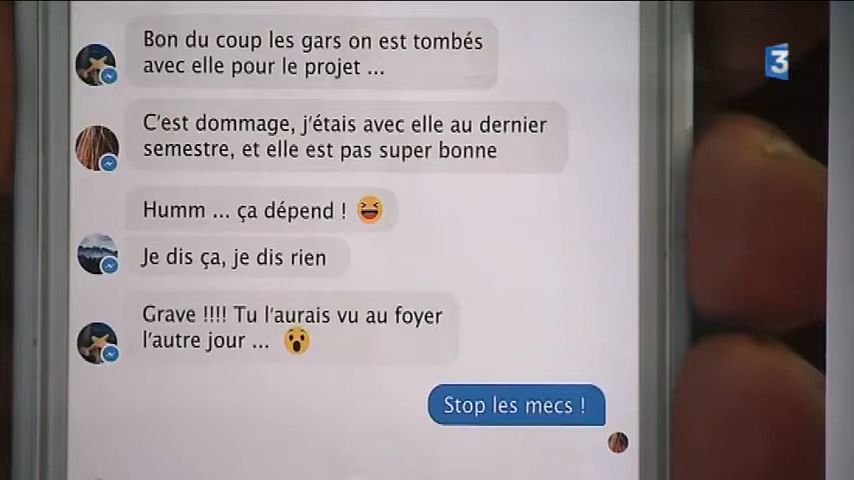 Bon du coup les gars on est tombés
avec elle pour le projet ...
C'est dommage, j'étais avec elle au dernier
semestre, et elle est pas super bonne
Humm ... ça dépend !
Je dis ça, je dis rien
Grave !!!! Tu l'aurais vu au foyer
l'autre jour ...
Stop les mecs !
3